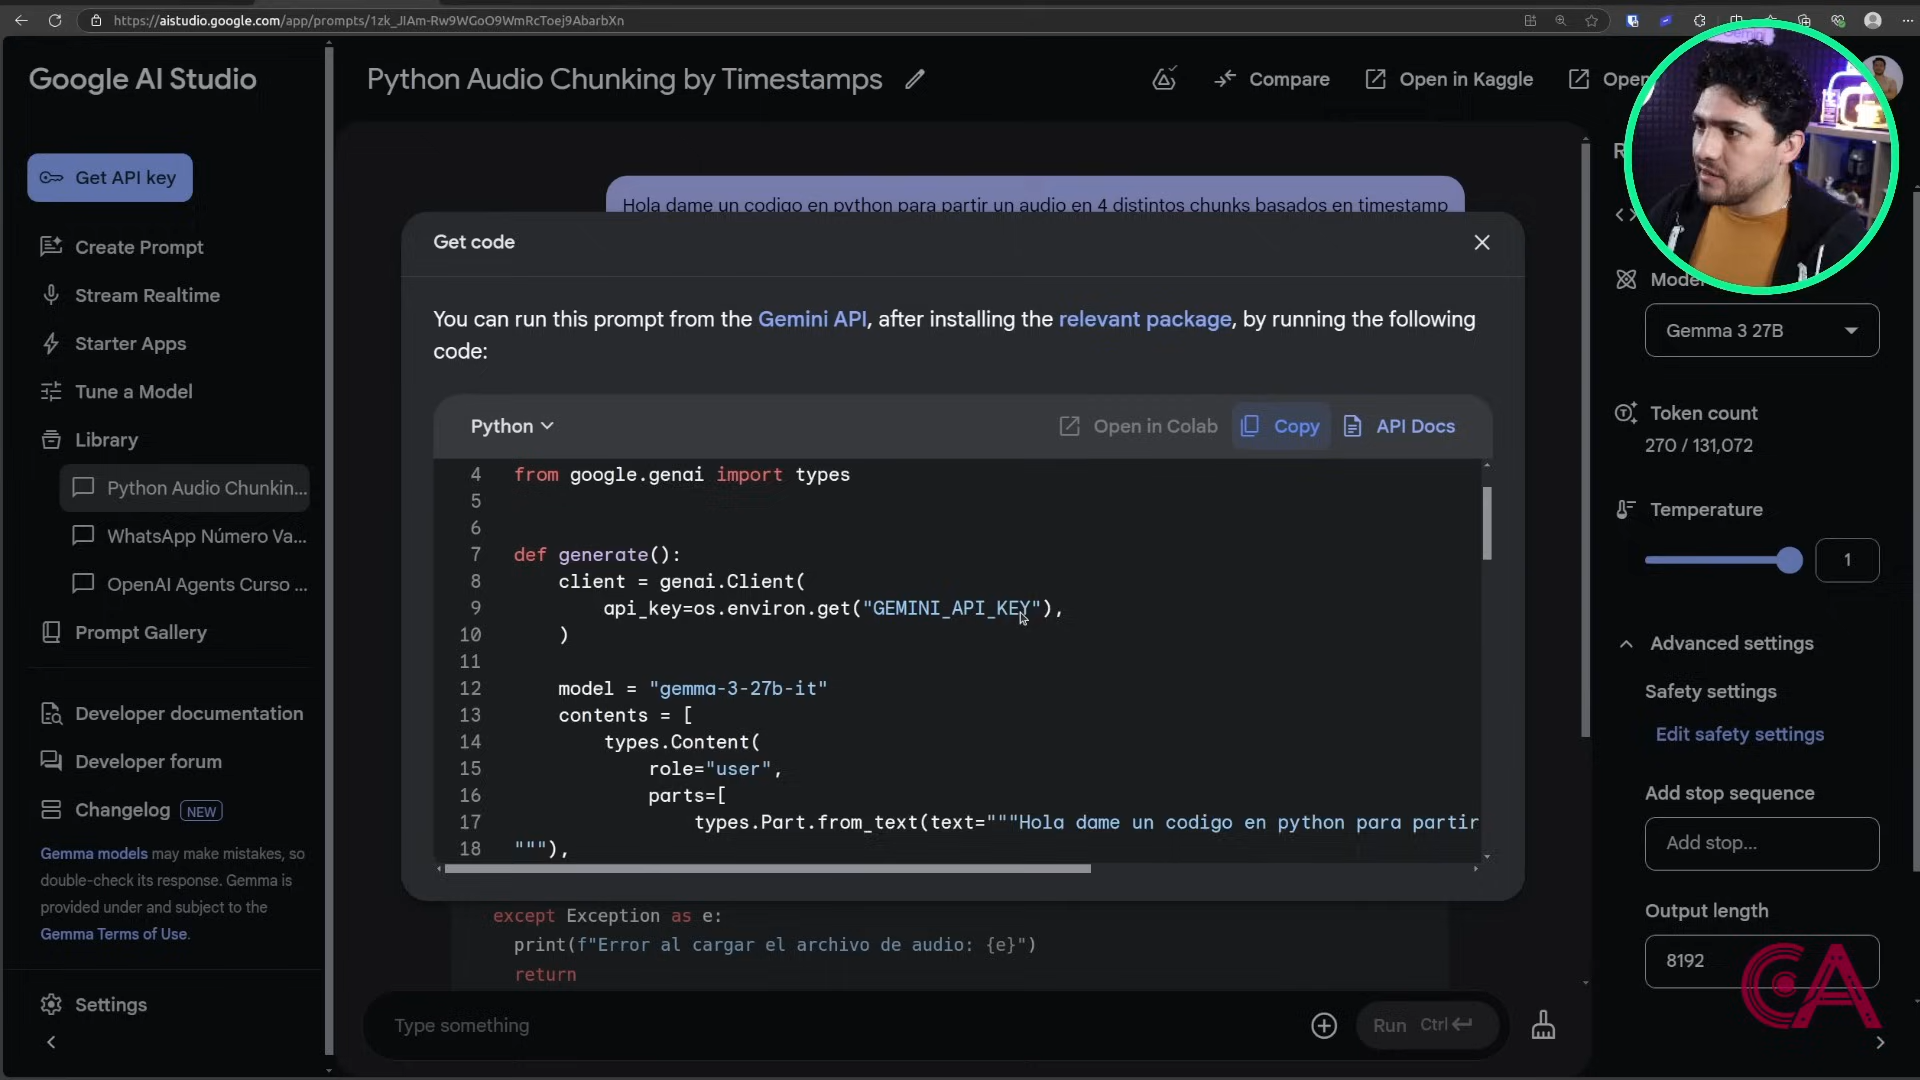 https://aistudio.google.com/app/prompts/1zk_JlAm-Rw9WGoO9WmRcToej9AbarbXn
Google AI Studio
Python Audio Chunking by Timestamps
Compare
Open in Kaggle
Get API key
Create Prompt
Stream Realtime
Starter Apps
Tune a Model
Library
Python Audio Chunkin...
WhatsApp Número Va...
OpenAI Agents Curso ...
Prompt Gallery
Developer documentation
Developer forum
Changelog NEW
Gemma models may make mistakes, so
double-check its response. Gemma is
provided under and subject to the
Gemma Terms of Use.
Settings
Hola dame un codigo en python para partir un audio en 4 distintos chunks basados en timestamp
Get code
You can run this prompt from the Gemini API, after installing the relevant package, by running the following
code:
Python
Open in Colab
Copy
API Docs
4 from google.genai import types
5
6
7 def generate():
8 client = genai.Client(
9 api_key=os.environ.get("GEMINI_API_KEY"),
10 )
11
12 model = "gemma-3-27b-it"
13 contents = [
14 types.Content(
15 role="user",
16 parts=[
17 types.Part.from_text(text="""Hola dame un codigo en python para partir
18 """),
except Exception as e:
print(f"Error al cargar el archivo de audio: {e}")
return
Type something
Run Ctrl
Gemma 3 27B
Token count
270 / 131,072
Temperature
1
Advanced settings
Safety settings
Edit safety settings
Add stop sequence
Add stop...
Output length
8192
CA